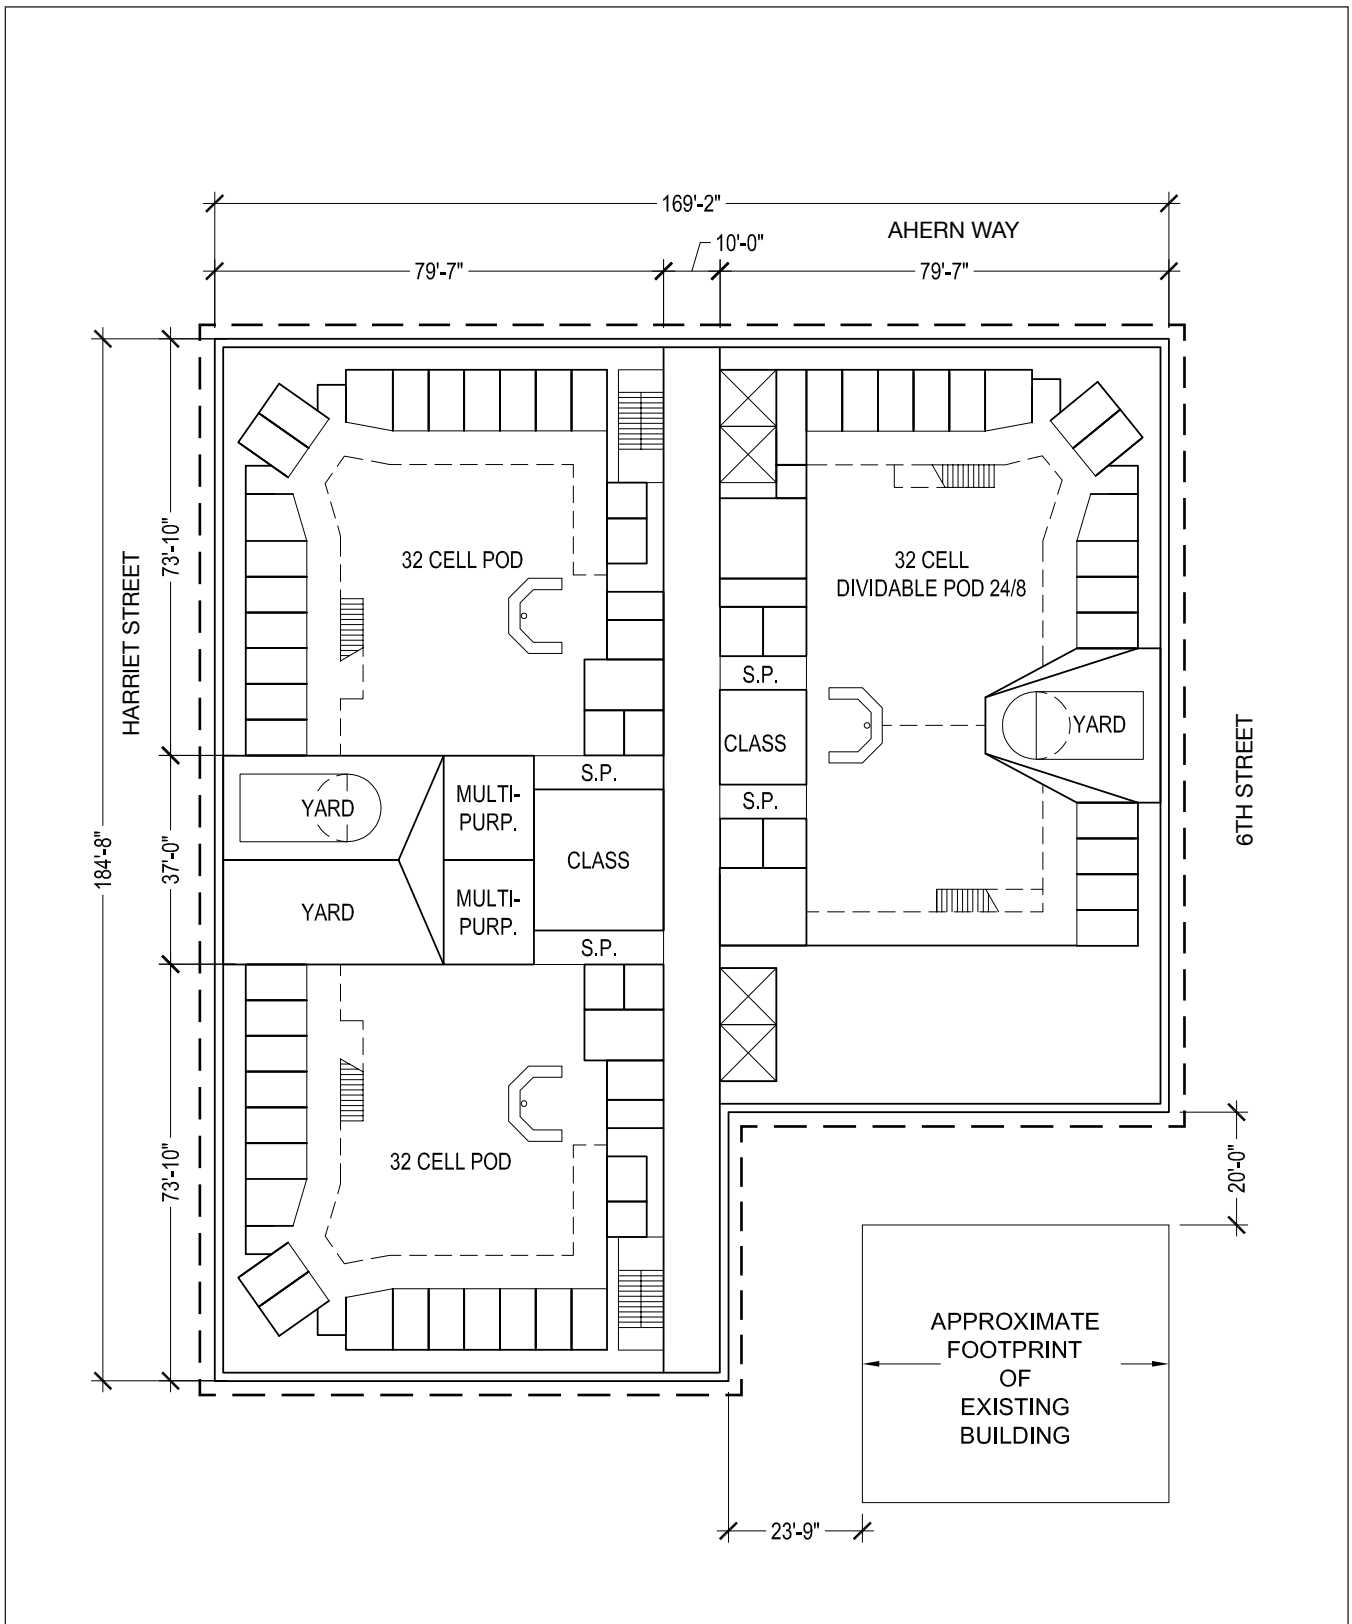 169'-2"
AHERN WAY
10'-0"
79'-7"
79'-7"
HARRIET STREET
184'-8"
73'-10"
37'-0"
73'-10"
32 CELL POD
32 CELL
DIVIDABLE POD 24/8
S.P.
CLASS
S.P.
YARD
6TH STREET
S.P.
YARD
MULTI-
PURP.
CLASS
YARD
MULTI-
PURP.
S.P.
32 CELL POD
20'-0"
APPROXIMATE
FOOTPRINT
OF
EXISTING
BUILDING
23'-9"